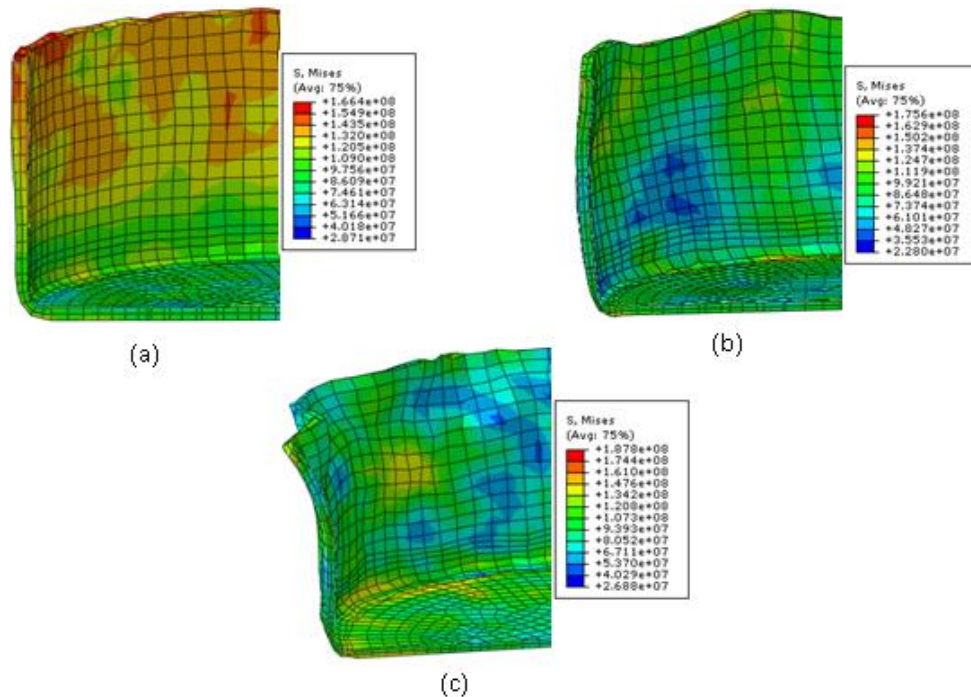 S, Mises
(Avg: 75%)
+1.664e+08
+1.549e+08
+1.435e+08
+1.320e+08
+1.205e+08
+1.090e+08
+9.756e+07
+8.609e+07
+7.461e+07
+6.314e+07
+5.166e+07
+4.018e+07
+2.871e+07
(a)
S, Mises
(Avg: 75%)
+1.756e+08
+1.629e+08
+1.502e+08
+1.374e+08
+1.247e+08
+1.119e+08
+9.921e+07
+8.648e+07
+7.374e+07
+6.101e+07
+4.827e+07
+3.553e+07
+2.280e+07
(b)
S, Mises
(Avg: 75%)
+1.878e+08
+1.744e+08
+1.610e+08
+1.476e+08
+1.342e+08
+1.208e+08
+1.073e+08
+9.393e+07
+8.052e+07
+6.711e+07
+5.370e+07
+4.029e+07
+2.688e+07
(c)